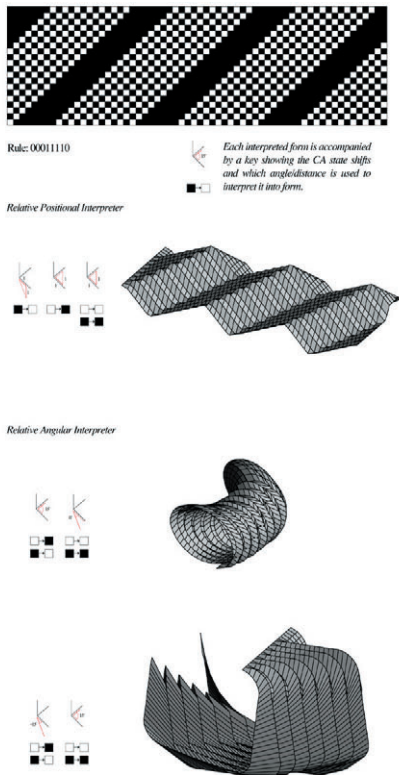 Rule: 00011110
Each interpreted form is accompanied
by a key showing the CA state shifts
and which angle/distance is used to
interpret it into form.
Relative Positional Interpreter
Relative Angular Interpreter